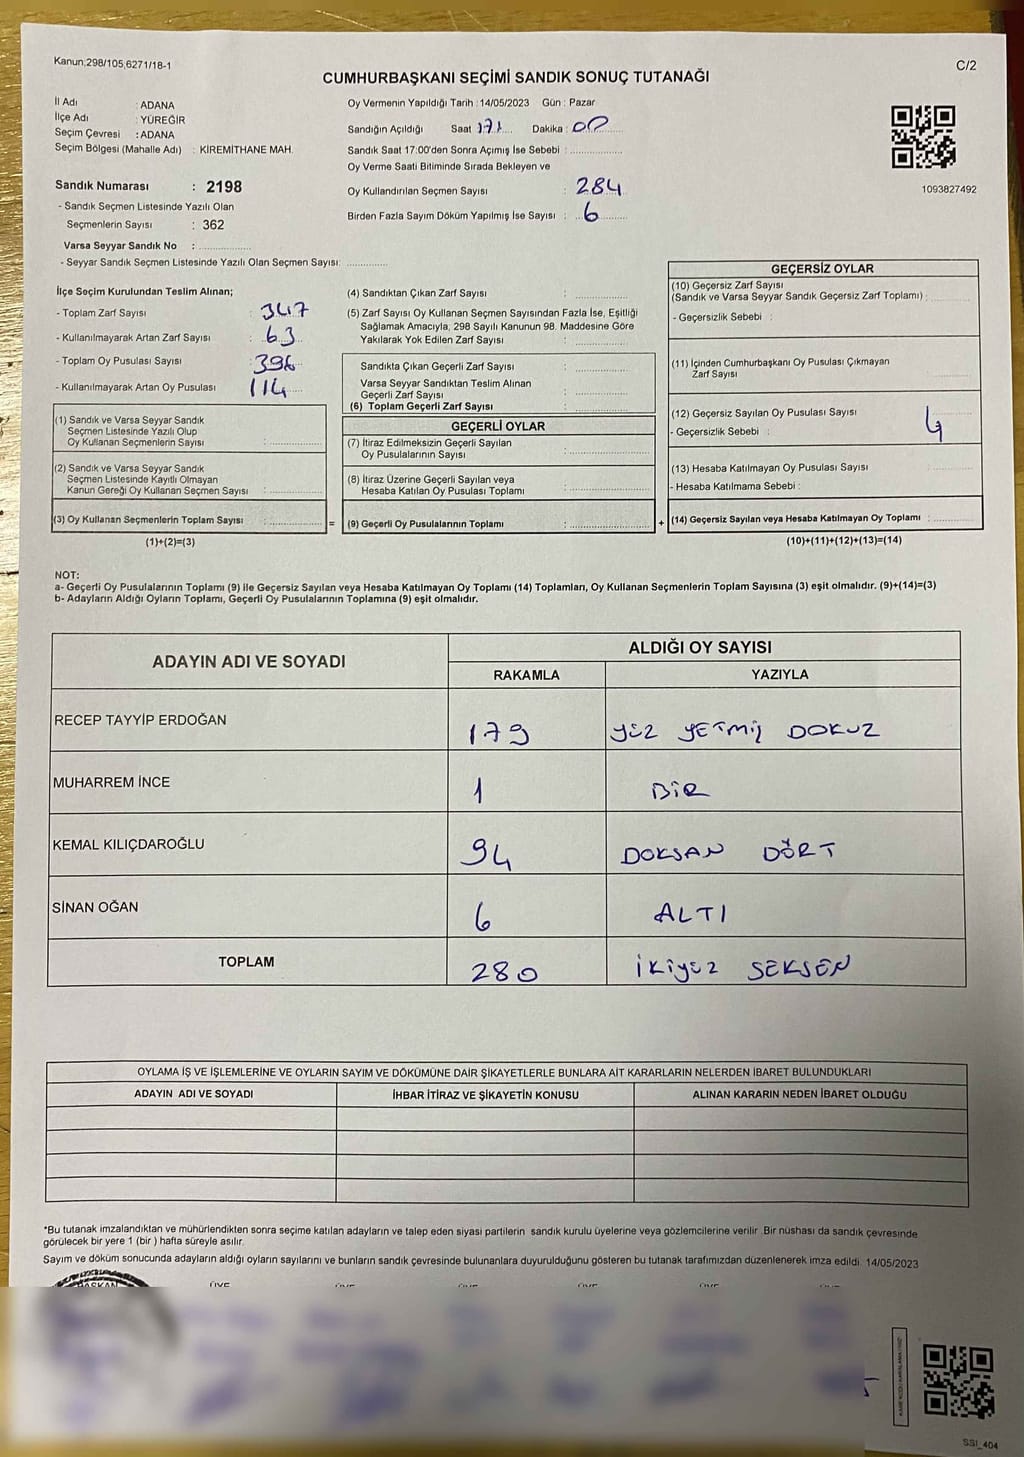 Kanun;298/105,6271/18-1
C/2
CUMHURBAŞKANI SEÇİMİ SANDIK SONUÇ TUTANAĞI
İl Adı : ADANA
İlçe Adı : YÜREĞİR
Seçim Çevresi : ADANA
Seçim Bölgesi (Mahalle Adı) : KİREMİTHANE MAH.
Sandık Numarası : 2198
- Sandık Seçmen Listesinde Yazılı Olan
Seçmenlerin Sayısı : 362
Varsa Seyyar Sandık No : ..............
- Seyyar Sandık Seçmen Listesinde Yazılı Olan Seçmen Sayısı: ..............
Oy Vermenin Yapıldığı Tarih : 14/05/2023 Gün : Pazar
Sandığın Açıldığı Saat 17: Dakika : 00
Sandık Saat 17:00'den Sonra Açımış İse Sebebi : ..............
Oy Verme Saati Bitiminde Sırada Bekleyen ve
Oy Kullandırılan Seçmen Sayısı : 284
Birden Fazla Sayım Döküm Yapılmış İse Sayısı : 6
1093827492
İlçe Seçim Kurulundan Teslim Alınan;
- Toplam Zarf Sayısı : 347
- Kullanılmayarak Artan Zarf Sayısı : 63
- Toplam Oy Pusulası Sayısı : 396
- Kullanılmayarak Artan Oy Pusulası : 114
(1) Sandık ve Varsa Seyyar Sandık
Seçmen Listesinde Yazılı Olup
Oy Kullanan Seçmenlerin Sayısı : ..............
(2) Sandık ve Varsa Seyyar Sandık
Seçmen Listesinde Kayıtlı Olmayan
Kanun Gereği Oy Kullanan Seçmen Sayısı : ..............
(3) Oy Kullanan Seçmenlerin Toplam Sayısı : .............. =
(1)+(2)=(3)
(4) Sandıktan Çıkan Zarf Sayısı : ..............
(5) Zarf Sayısı Oy Kullanan Seçmen Sayısından Fazla İse, Eşitliği
Sağlamak Amacıyla, 298 Sayılı Kanunun 98. Maddesine Göre
Yakılarak Yok Edilen Zarf Sayısı : ..............
Sandıkta Çıkan Geçerli Zarf Sayısı : ..............
Varsa Seyyar Sandıktan Teslim Alınan
Geçerli Zarf Sayısı : ..............
(6) Toplam Geçerli Zarf Sayısı : ..............
GEÇERLİ OYLAR
(7) İtiraz Edilmeksizin Geçerli Sayılan
Oy Pusulalarının Sayısı : ..............
(8) İtiraz Üzerine Geçerli Sayılan veya
Hesaba Katılan Oy Pusulası Toplamı : ..............
(9) Geçerli Oy Pusulalarının Toplamı : .............. +
GEÇERSİZ OYLAR
(10) Geçersiz Zarf Sayısı
(Sandık ve Varsa Seyyar Sandık Geçersiz Zarf Toplamı) :
- Geçersizlik Sebebi :
(11) İçinden Cumhurbaşkanı Oy Pusulası Çıkmayan
Zarf Sayısı
(12) Geçersiz Sayılan Oy Pusulası Sayısı 4
- Geçersizlik Sebebi :
(13) Hesaba Katılmayan Oy Pusulası Sayısı : ..............
- Hesaba Katılmama Sebebi :
(14) Geçersiz Sayılan veya Hesaba Katılmayan Oy Toplamı : ..............
(10)+(11)+(12)+(13)=(14)
NOT:
a- Geçerli Oy Pusulalarının Toplamı (9) ile Geçersiz Sayılan veya Hesaba Katılmayan Oy Toplamı (14) Toplamları, Oy Kullanan Seçmenlerin Toplam Sayısına (3) eşit olmalıdır. (9)+(14)=(3)
b- Adayların Aldığı Oyların Toplamı, Geçerli Oy Pusulalarının Toplamına (9) eşit olmalıdır.
ADAYIN ADI VE SOYADI
ALDIĞI OY SAYISI
RAKAMLA YAZIYLA
RECEP TAYYİP ERDOĞAN 179 YÜZ YETMİŞ DOKUZ
MUHARREM İNCE 1 BİR
KEMAL KILIÇDAROĞLU 94 DOKSAN DÖRT
SİNAN OĞAN 6 ALTI
TOPLAM 280 İKİYÜZ SEKSEN
OYLAMA İŞ VE İŞLEMLERİNE VE OYLARIN SAYIM VE DÖKÜMÜNE DAİR ŞİKAYETLERLE BUNLARA AİT KARARLARIN NELERDEN İBARET BULUNDUKLARI
ADAYIN ADI VE SOYADI İHBAR İTİRAZ VE ŞİKAYETİN KONUSU ALINAN KARARIN NEDEN İBARET OLDUĞU
*Bu tutanak imzalandıktan ve mühürlendikten sonra seçime katılan adayların ve talep eden siyasi partilerin sandık kurulu üyelerine veya gözlemcilerine verilir. Bir nüshası da sandık çevresinde
görülecek bir yere 1 (bir ) hafta süreyle asılır.
Sayım ve döküm sonucunda adayların aldığı oyların sayılarını ve bunların sandık çevresinde bulunanlara duyurulduğunu gösteren bu tutanak tarafımızdan düzenlenerek imza edildi. 14/05/2023
BAŞKAN ÜYE ÜYE ÜYE ÜYE ÜYE
SSI_404